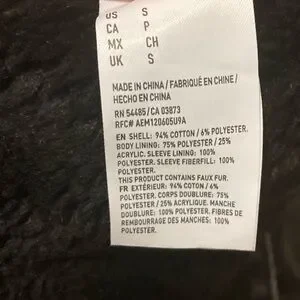 US S
CA P
MX CH
UK S
MADE IN CHINA / FABRIQUÉ EN CHINE /
HECHO EN CHINA
RN 54485/CA 03873
RFC# AEM120605U9A
EN SHELL: 94% COTTON / 6% POLYESTER.
BODY LINING: 75% POLYESTER / 25%
ACRYLIC. SLEEVE LINING: 100%
POLYESTER. SLEEVE FIBERFILL: 100%
POLYESTER.
THIS PRODUCT CONTAINS FAUX FUR.
FR EXTÉRIEUR: 94% COTON / 6%
POLYESTER. CORPS DOUBLURE: 75%
POLYESTER / 25% ACRYLIQUE. MANCHE
DOUBLURE: 100% POLYESTER. FIBRES DE
REMBOURRAGE DES MANCHES: 100%
POLYESTER.